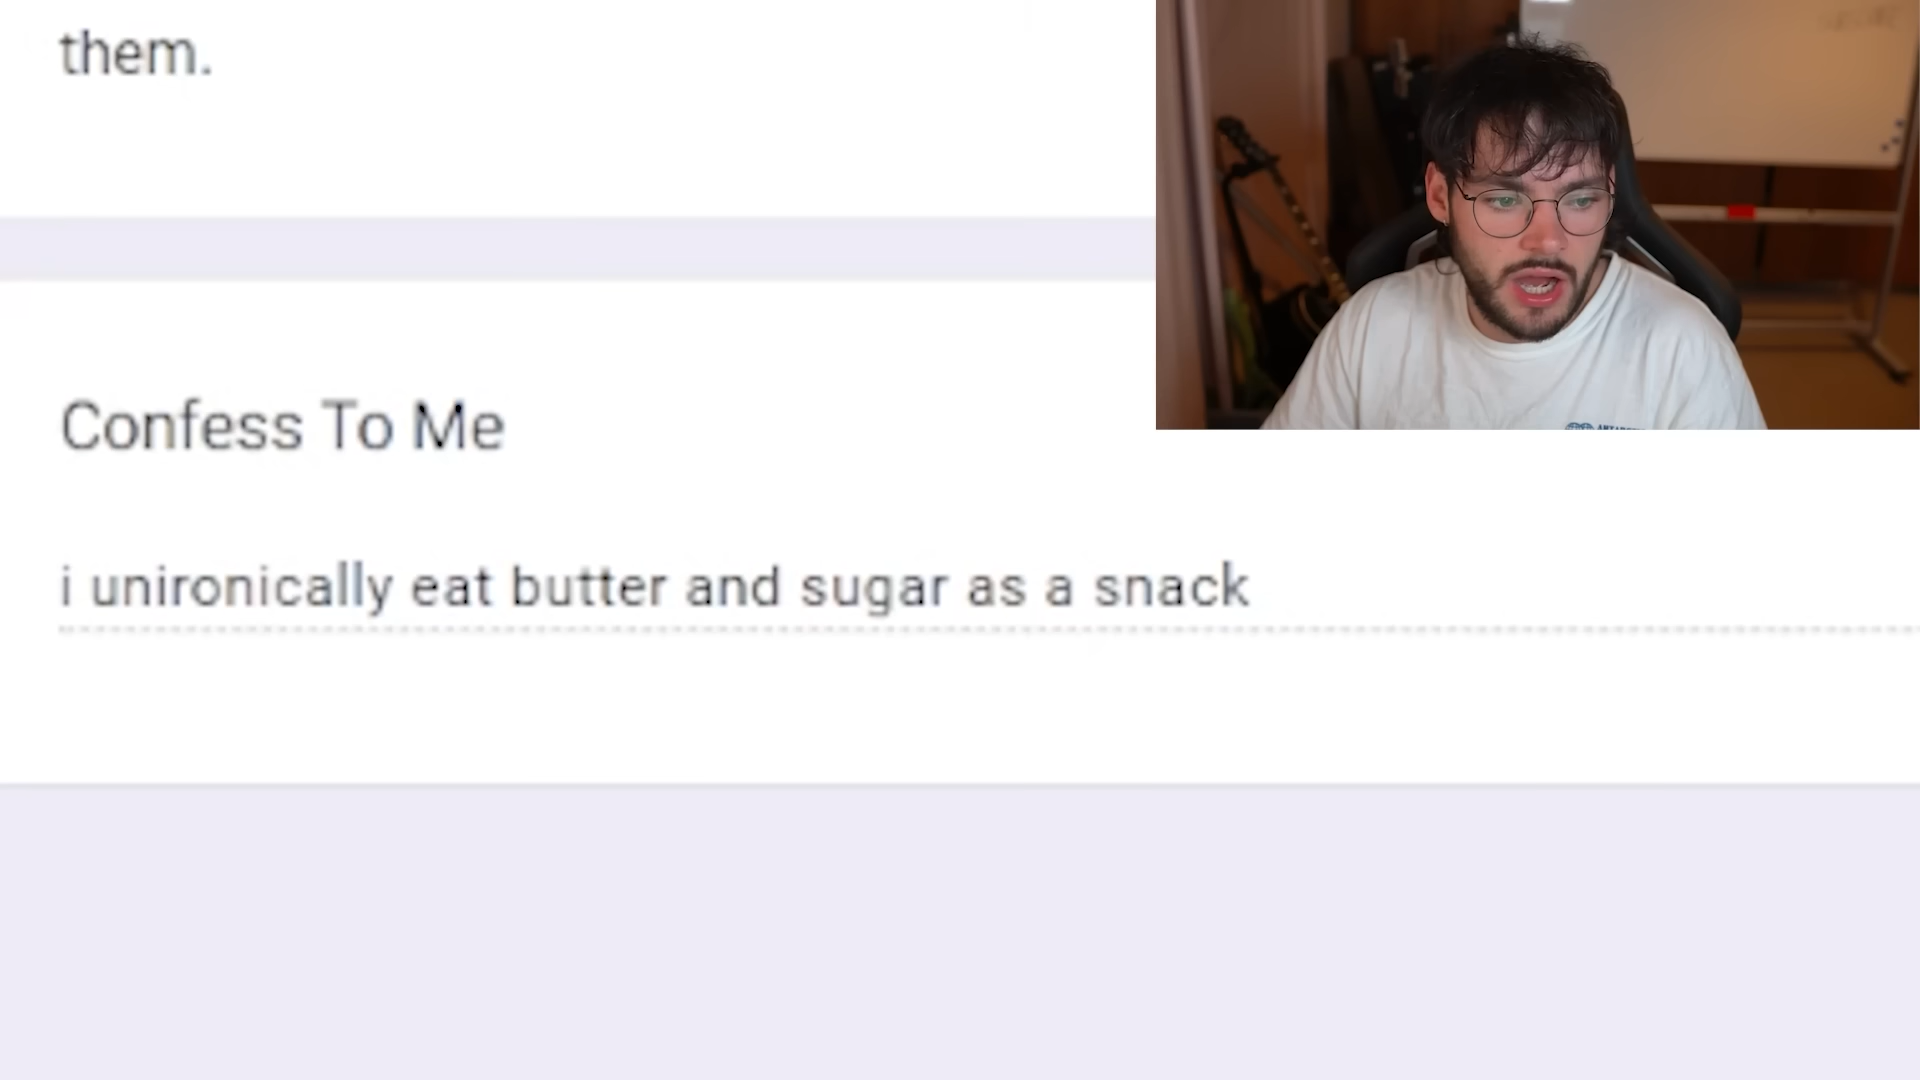 them.
Confess To Me
i unironically eat butter and sugar as a snack